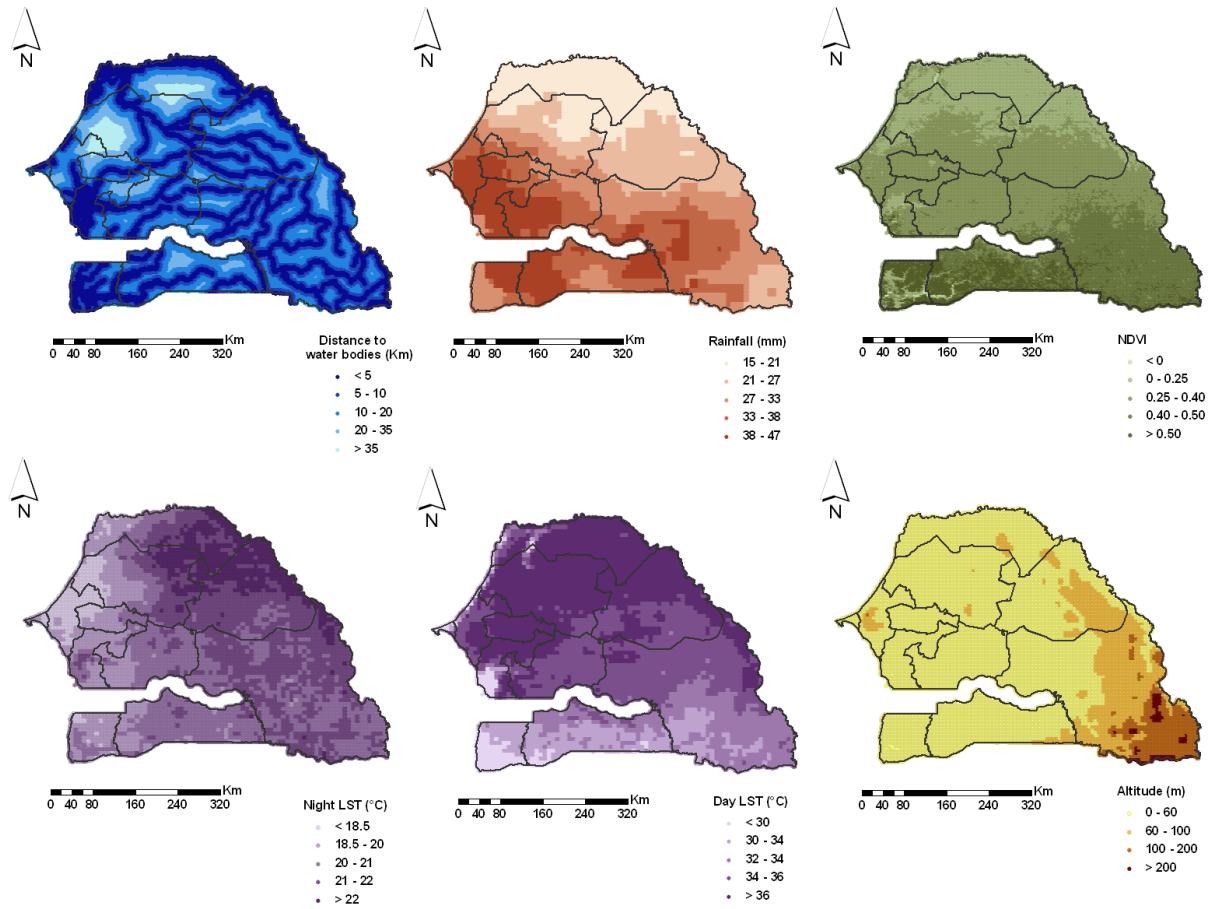 N
N
N
Km
0 40 80 160 240 320
Distance to
water bodies (Km)
< 5
5 - 10
10 - 20
20 - 35
> 35
Km
0 40 80 160 240 320
Rainfall (mm)
15 - 21
21 - 27
27 - 33
33 - 38
38 - 47
Km
0 40 80 160 240 320
NDVI
< 0
0 - 0.25
0.25 - 0.40
0.40 - 0.50
> 0.50
N
N
N
Km
0 40 80 160 240 320
Night LST (°C)
< 18.5
18.5 - 20
20 - 21
21 - 22
> 22
Km
0 40 80 160 240 320
Day LST (°C)
< 30
30 - 34
32 - 34
34 - 36
> 36
Km
0 40 80 160 240 320
Altitude (m)
0 - 60
60 - 100
100 - 200
> 200